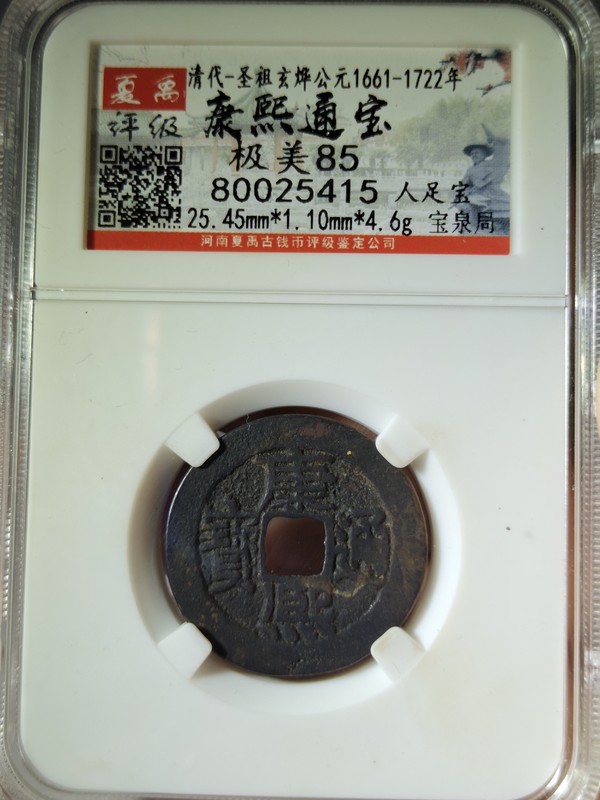 夏禹
评级
清代-圣祖玄烨公元1661-1722年
康熙通宝
极美85
80025415 人足宝
25.45mm*1.10mm*4.6g 宝泉局
河南夏禹古钱币评级鉴定公司
康熙通寶